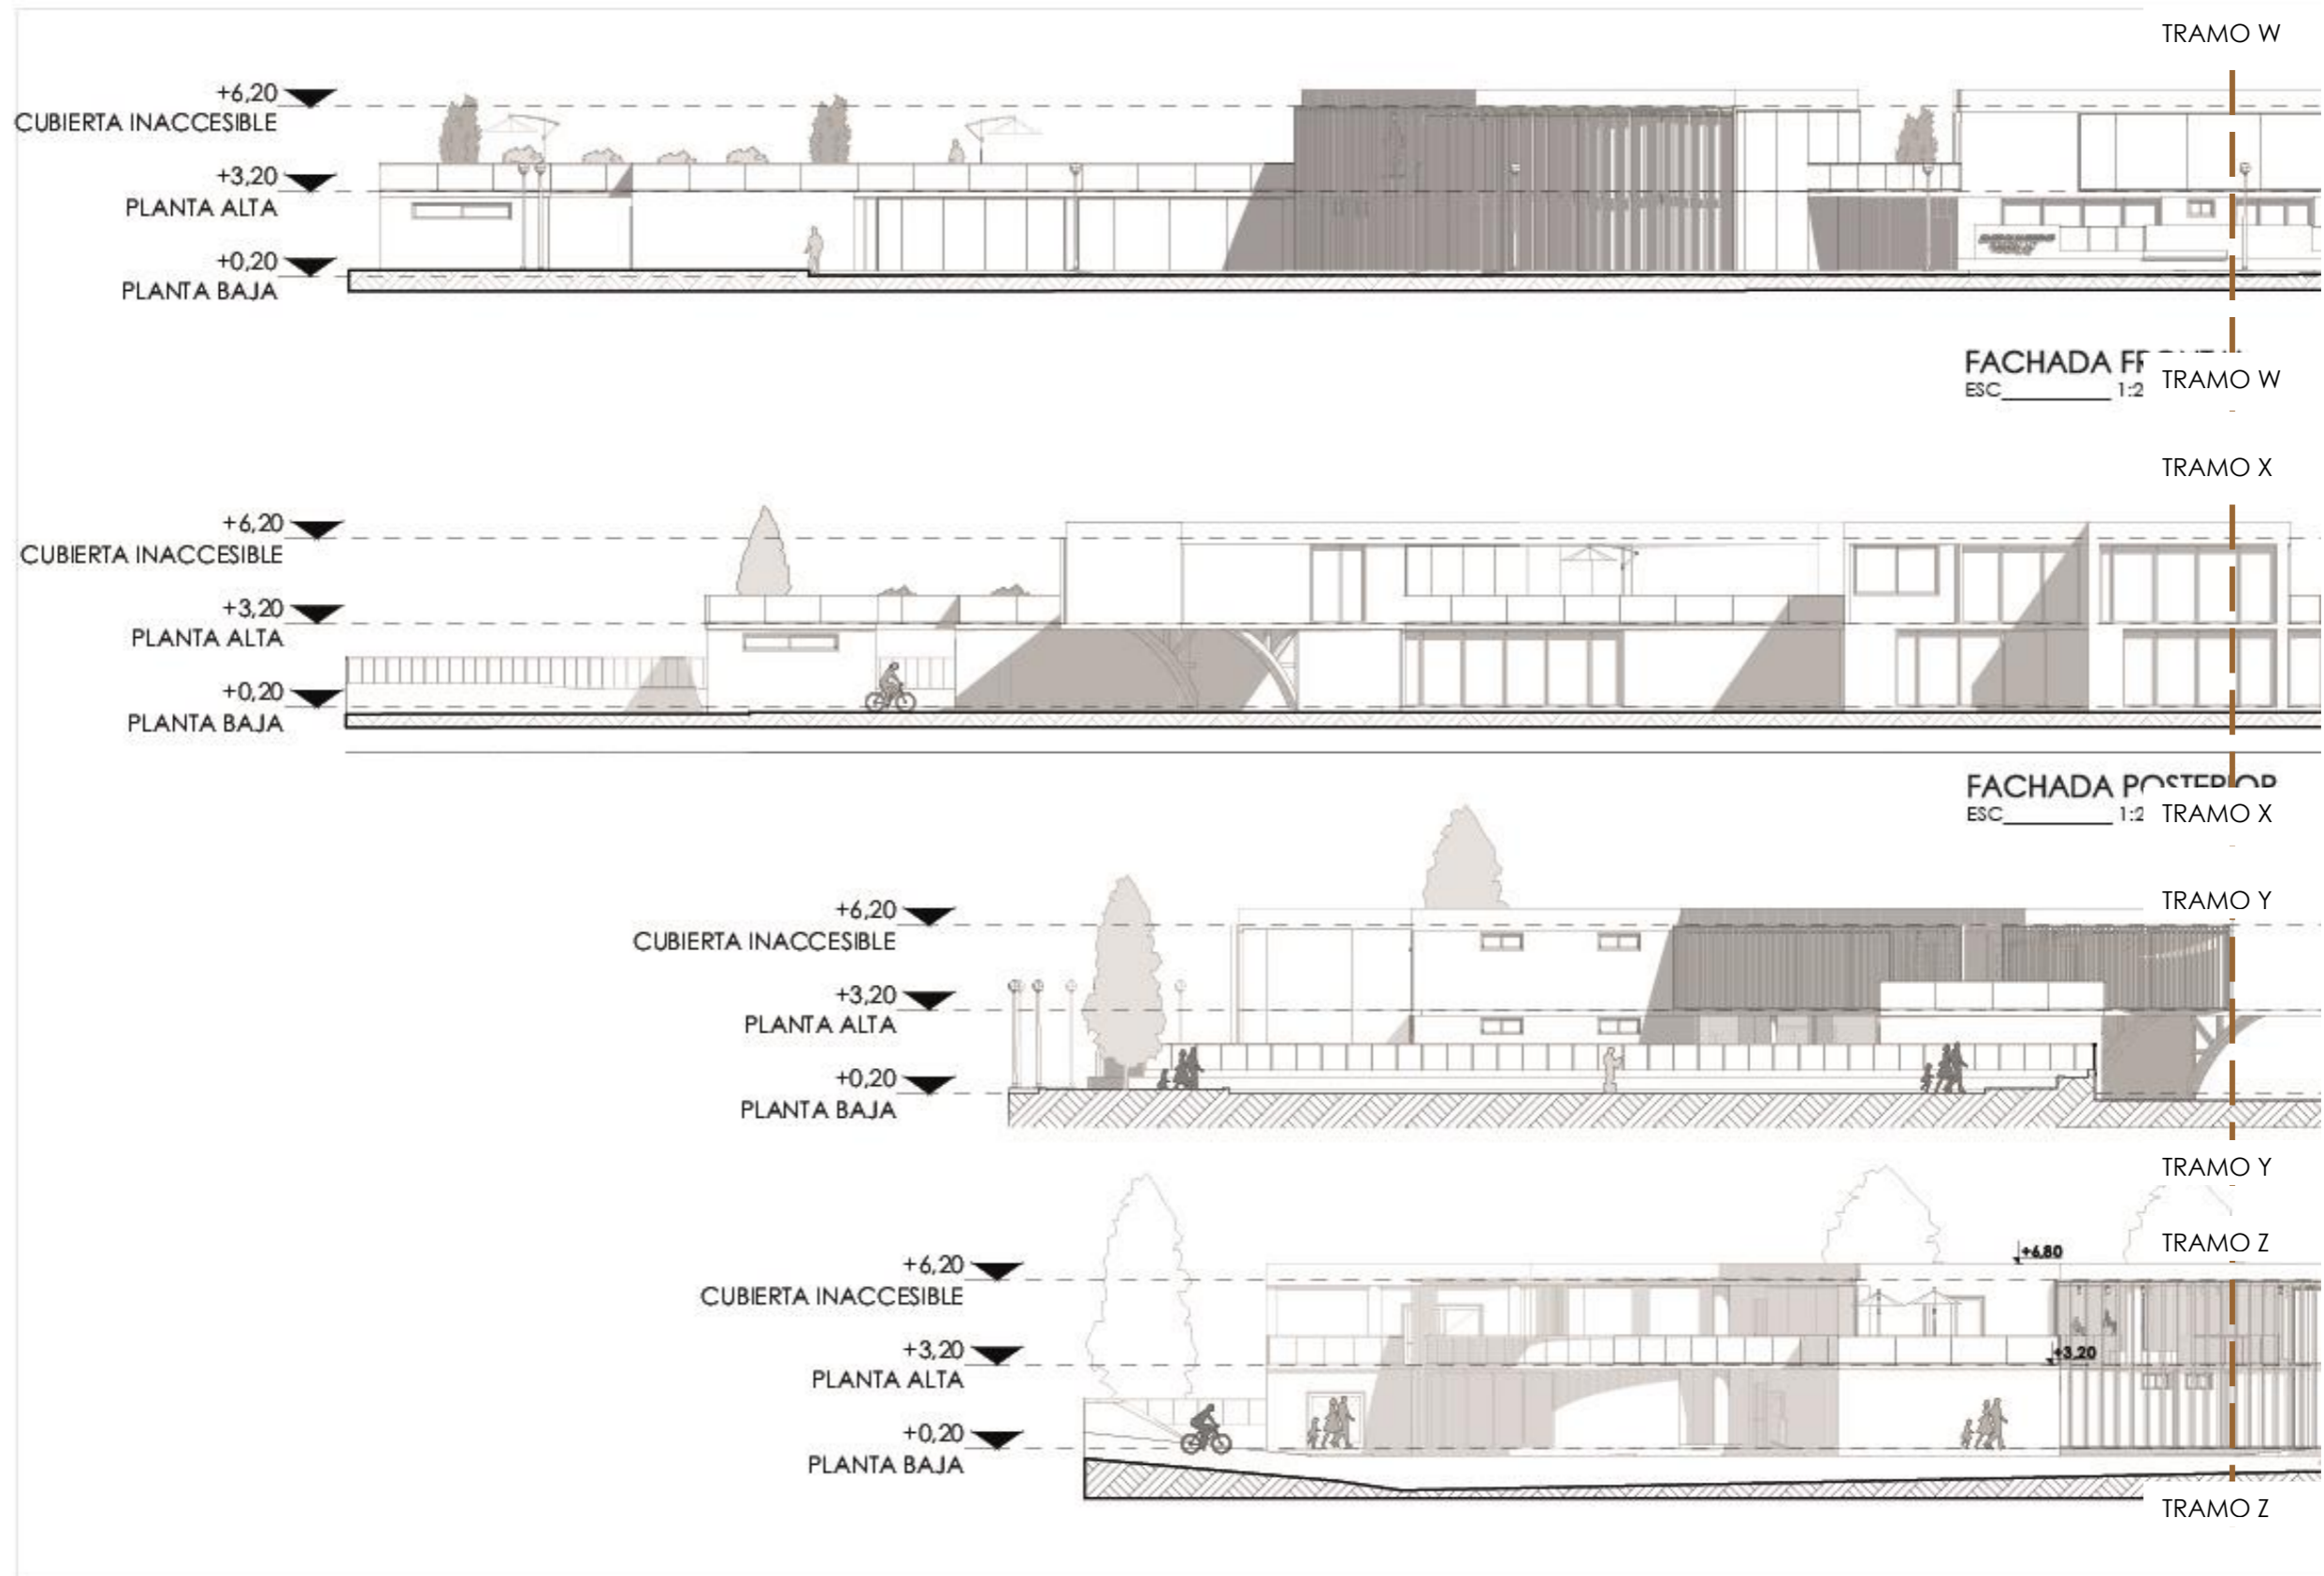 TRAMO W
+6,20
CUBIERTA INACCESIBLE
+3,20
PLANTA ALTA
+0,20
PLANTA BAJA
FACHADA
ESC 1:2
TRAMO W
TRAMO X
+6,20
CUBIERTA INACCESIBLE
+3,20
PLANTA ALTA
+0,20
PLANTA BAJA
FACHADA POSTERIOR
ESC 1:2
TRAMO X
TRAMO Y
+6,20
CUBIERTA INACCESIBLE
+3,20
PLANTA ALTA
+0,20
PLANTA BAJA
TRAMO Y
TRAMO Z
+6,80
+6,20
CUBIERTA INACCESIBLE
+3,20
+3,20
PLANTA ALTA
+0,20
PLANTA BAJA
TRAMO Z